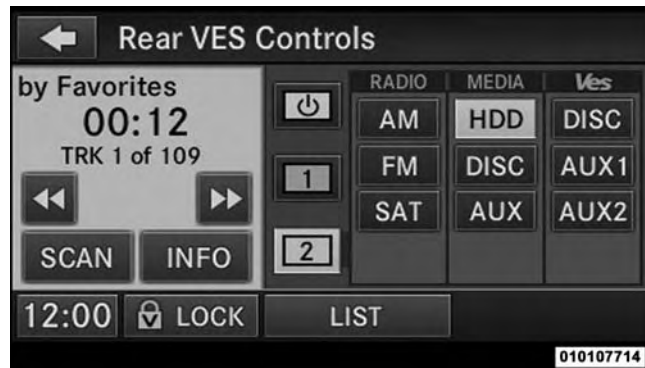 Rear VES Controls
by Favorites
00:12
TRK 1 of 109
SCAN INFO
1
2
RADIO MEDIA Ves
AM HDD DISC
FM DISC AUX1
SAT AUX AUX2
12:00 LOCK LIST
010107714